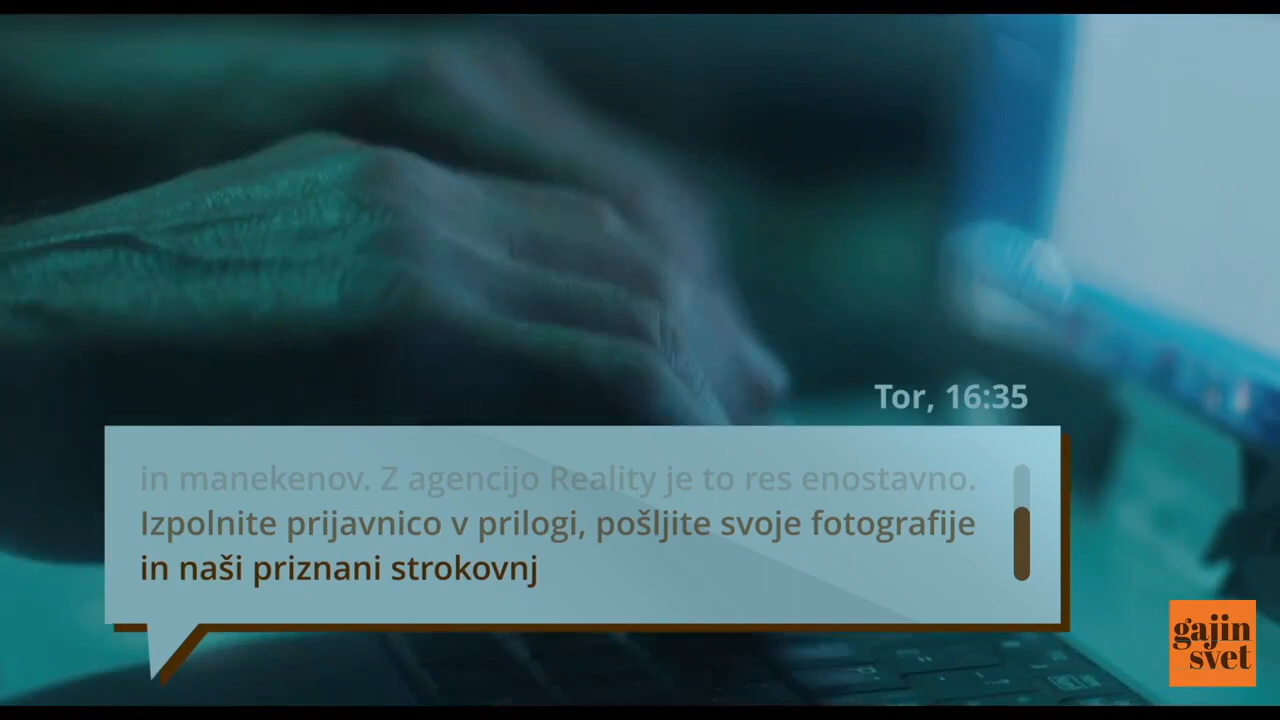 Tor, 16:35
in manekenov. Z agencijo Reality je to res enostavno.
Izpolnite prijavnico v prilogi, pošljite svoje fotografije
in naši priznani strokovnj
gajin
svet